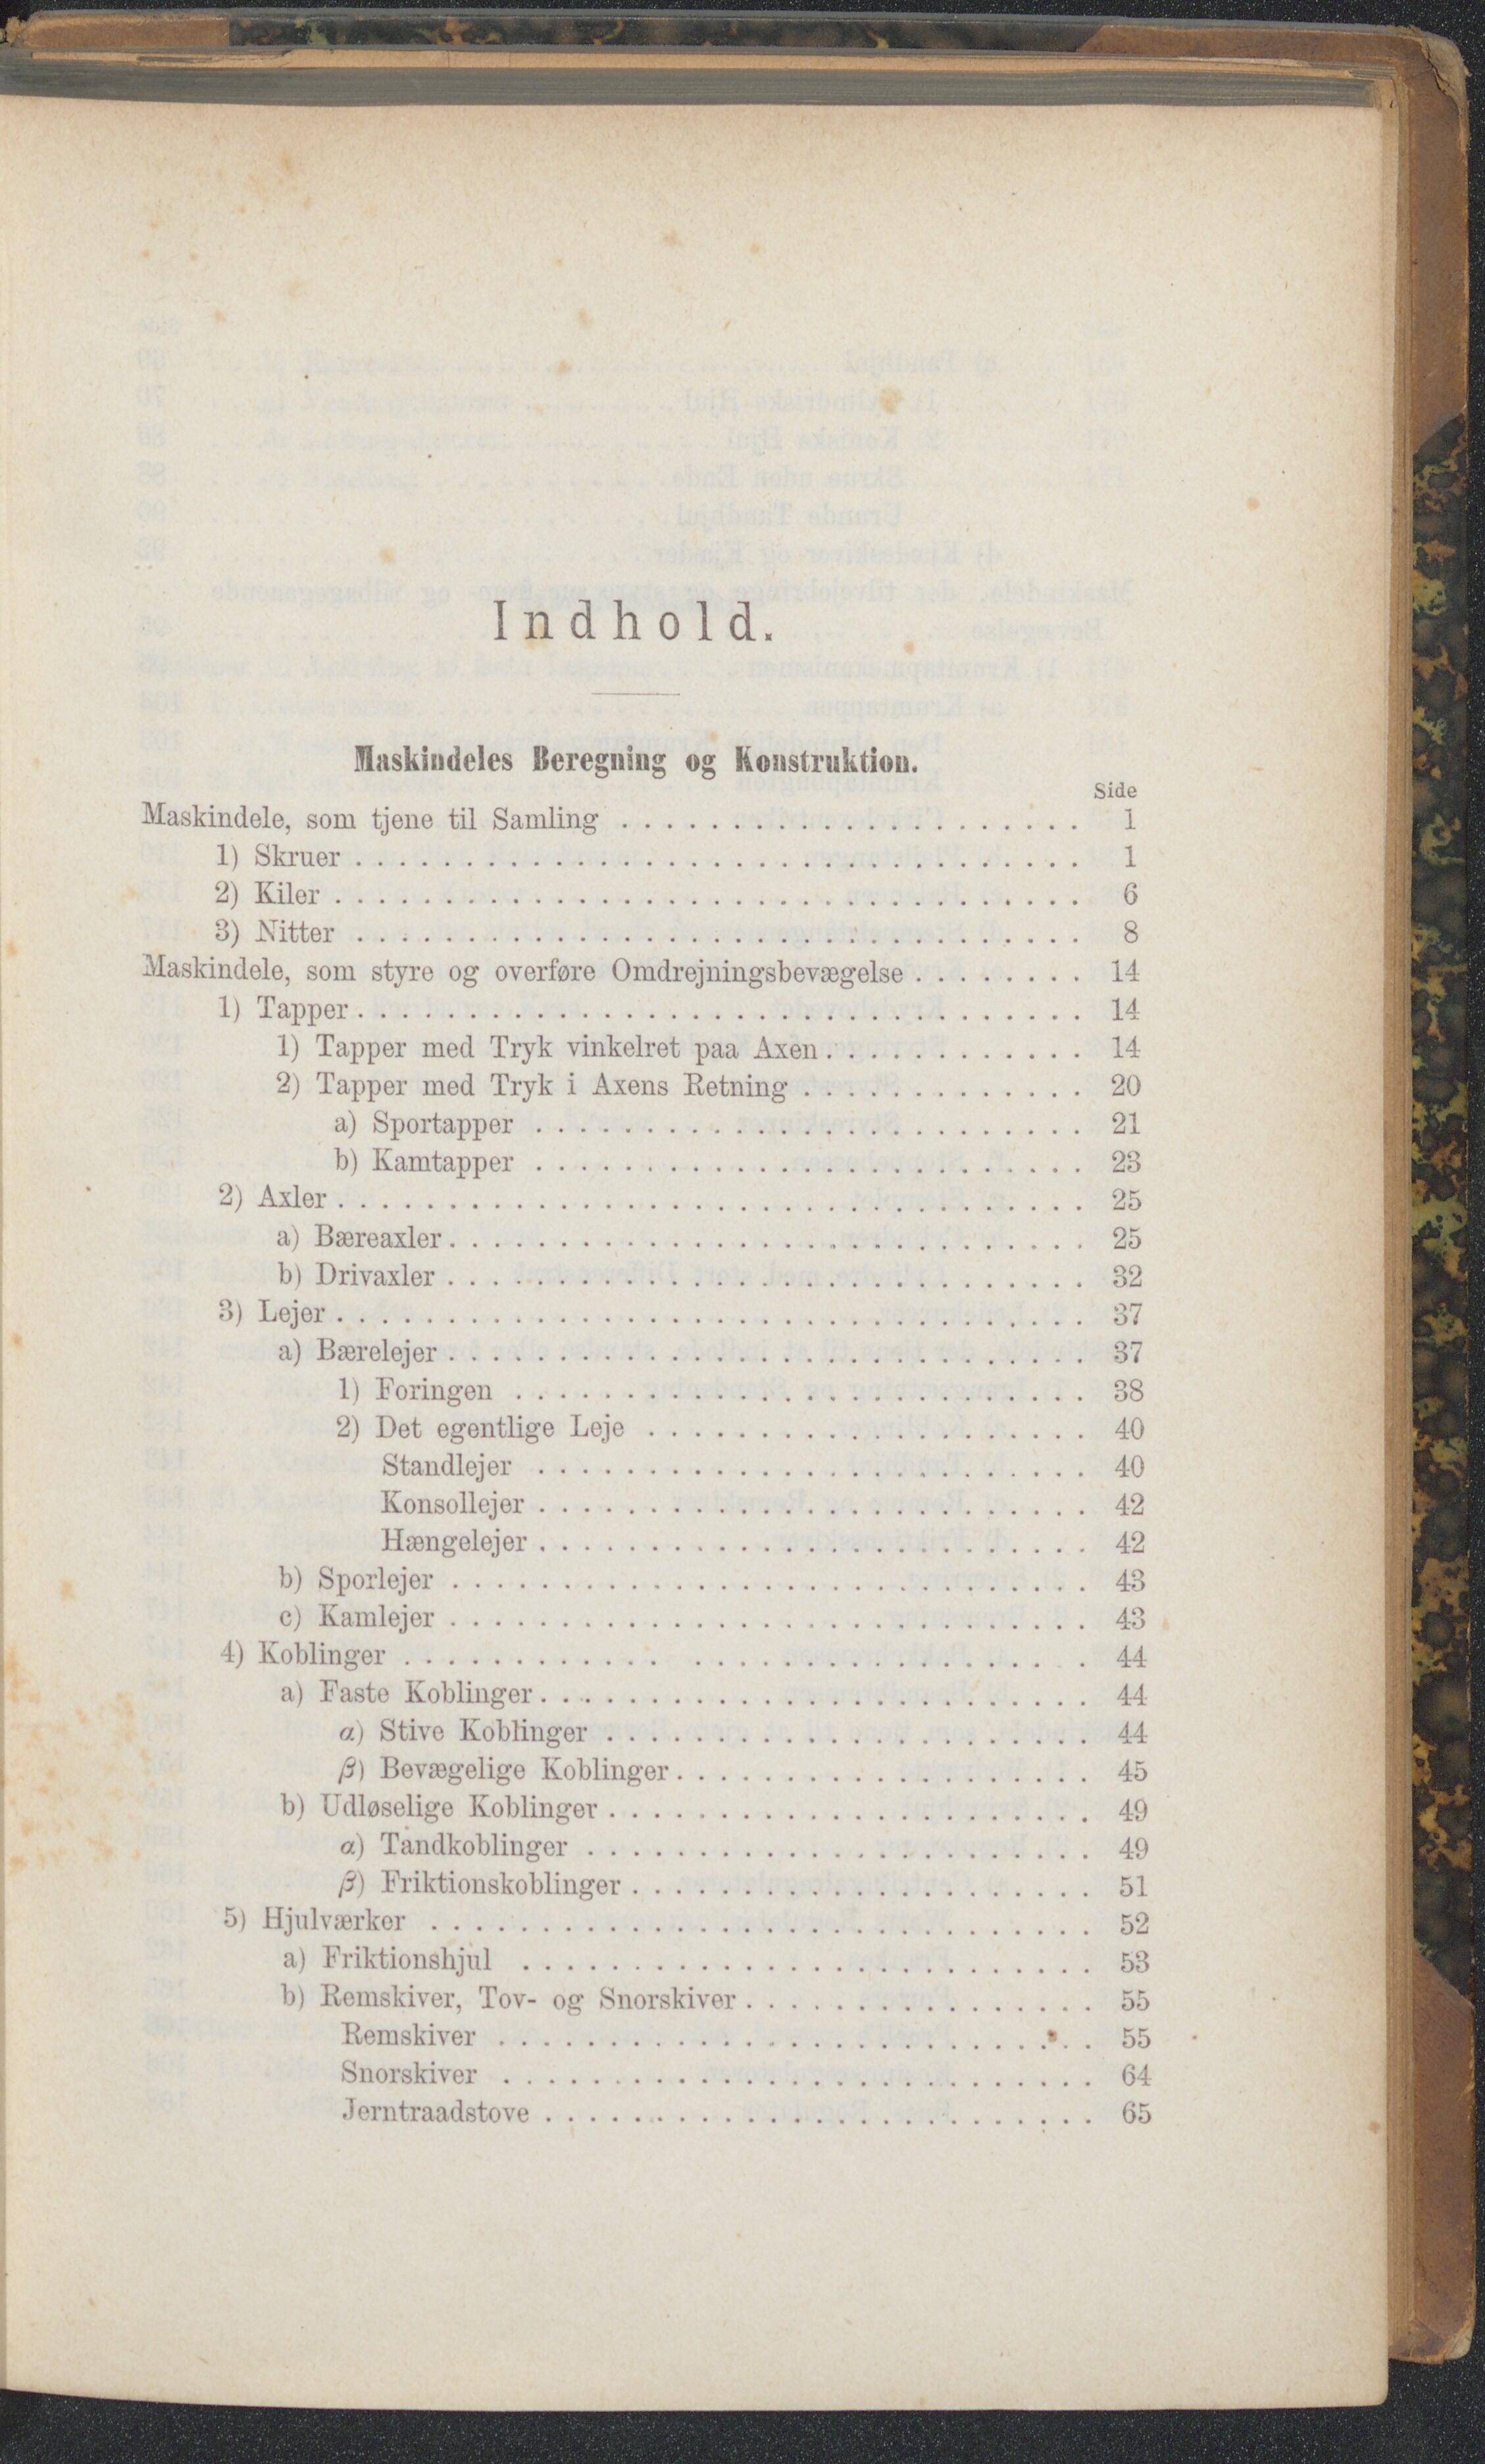 Indhold.
Maskindeles Beregning og Konstruktion.
Side
Maskindele, som tjene til Samling . . . . . . . . . . . . . . . . . . . . . 1
1) Skruer . . . . . . . . . . . . . . . . . . . . . . . . . . . . . . . . . 1
2) Kiler . . . . . . . . . . . . . . . . . . . . . . . . . . . . . . . . . . 6
3) Nitter . . . . . . . . . . . . . . . . . . . . . . . . . . . . . . . . . 8
Maskindele, som styre og overføre Omdrejningsbevægelse . . . . . . . . 14
1) Tapper . . . . . . . . . . . . . . . . . . . . . . . . . . . . . . . . . 14
1) Tapper med Tryk vinkelret paa Axen . . . . . . . . . . . . 14
2) Tapper med Tryk i Axens Retning . . . . . . . . . . . . . 20
a) Sportapper . . . . . . . . . . . . . . . . . . . . . . . . . 21
b) Kamtapper . . . . . . . . . . . . . . . . . . . . . . . . . 23
2) Axler . . . . . . . . . . . . . . . . . . . . . . . . . . . . . . . . . . 25
a) Bæreaxler . . . . . . . . . . . . . . . . . . . . . . . . . . . . . 25
b) Drivaxler . . . . . . . . . . . . . . . . . . . . . . . . . . . . . 32
3) Lejer . . . . . . . . . . . . . . . . . . . . . . . . . . . . . . . . . . 37
a) Bærelejer . . . . . . . . . . . . . . . . . . . . . . . . . . . . . 37
1) Foringen . . . . . . . . . . . . . . . . . . . . . . . . . . 38
2) Det egentlige Leje . . . . . . . . . . . . . . . . . . . . 40
Standlejer . . . . . . . . . . . . . . . . . . . . . . . . . 40
Konsollejer . . . . . . . . . . . . . . . . . . . . . . . . . 42
Hængelejer . . . . . . . . . . . . . . . . . . . . . . . . . 42
b) Sporlejer . . . . . . . . . . . . . . . . . . . . . . . . . . . . . 43
c) Kamlejer . . . . . . . . . . . . . . . . . . . . . . . . . . . . . 43
4) Koblinger . . . . . . . . . . . . . . . . . . . . . . . . . . . . . . 44
a) Faste Koblinger . . . . . . . . . . . . . . . . . . . . . . . . . 44
α) Stive Koblinger . . . . . . . . . . . . . . . . . . . . . . 44
β) Bevægelige Koblinger . . . . . . . . . . . . . . . . . . . 45
b) Udløselige Koblinger . . . . . . . . . . . . . . . . . . . . . . 49
α) Tandkoblinger . . . . . . . . . . . . . . . . . . . . . . . 49
β) Friktionskoblinger . . . . . . . . . . . . . . . . . . . . . 51
5) Hjulværker . . . . . . . . . . . . . . . . . . . . . . . . . . . . . . 52
a) Friktionshjul . . . . . . . . . . . . . . . . . . . . . . . . . . 53
b) Remskiver, Tov- og Snorskiver . . . . . . . . . . . . . . . . 55
Remskiver . . . . . . . . . . . . . . . . . . . . . . . . . . . 55
Snorskiver . . . . . . . . . . . . . . . . . . . . . . . . . . . 64
Jerntraadstove . . . . . . . . . . . . . . . . . . . . . . . . . 65